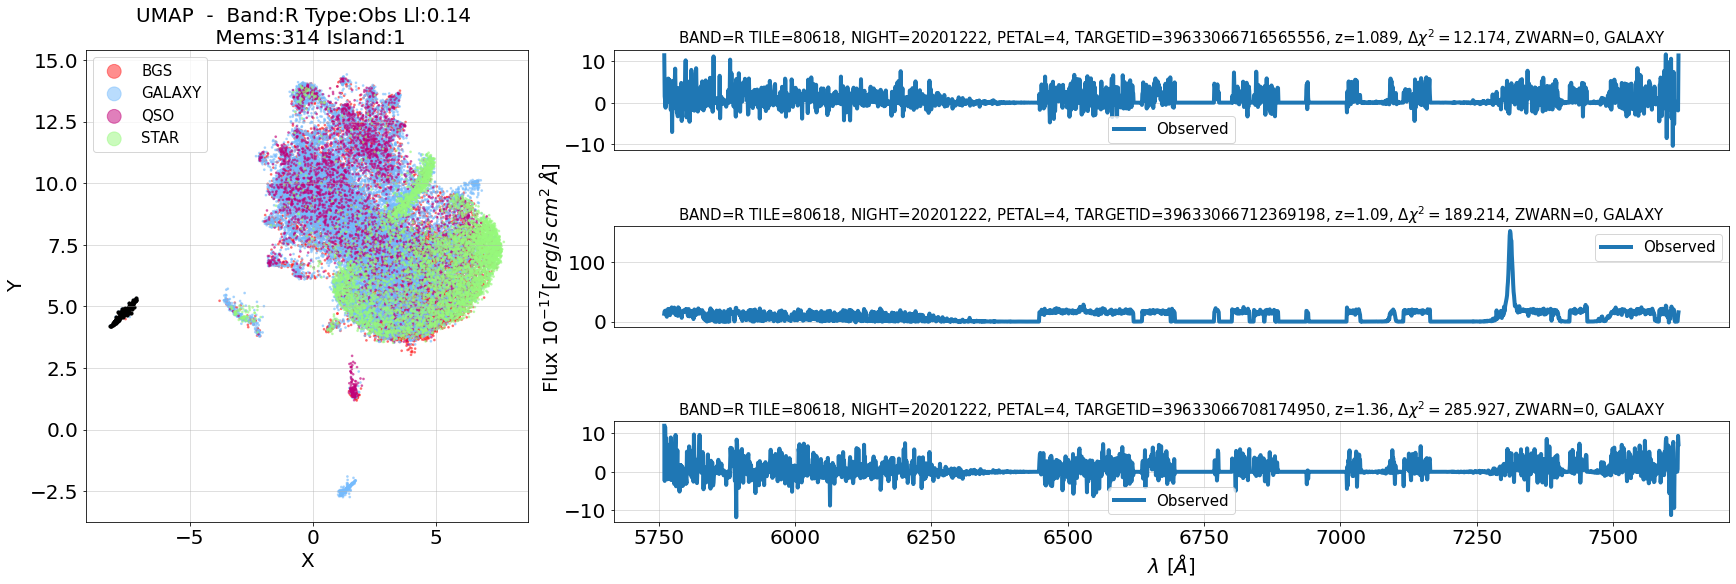 UMAP - Band:R Type:Obs Ll:0.14
Mems:314 Island:1
BGS
GALAXY
QSO
STAR
15.0
12.5
10.0
7.5
5.0
2.5
0.0
−2.5
Y
−5
0
5
X
Flux 10⁻¹⁷[erg/s cm² Å]
BAND=R TILE=80618, NIGHT=20201222, PETAL=4, TARGETID=39633066716565556, z=1.089, Δχ² = 12.174, ZWARN=0, GALAXY
10
0
−10
Observed
BAND=R TILE=80618, NIGHT=20201222, PETAL=4, TARGETID=39633066712369198, z=1.09, Δχ² = 189.214, ZWARN=0, GALAXY
100
0
Observed
BAND=R TILE=80618, NIGHT=20201222, PETAL=4, TARGETID=39633066708174950, z=1.36, Δχ² = 285.927, ZWARN=0, GALAXY
10
0
−10
Observed
5750
6000
6250
6500
6750
7000
7250
7500
λ [Å]